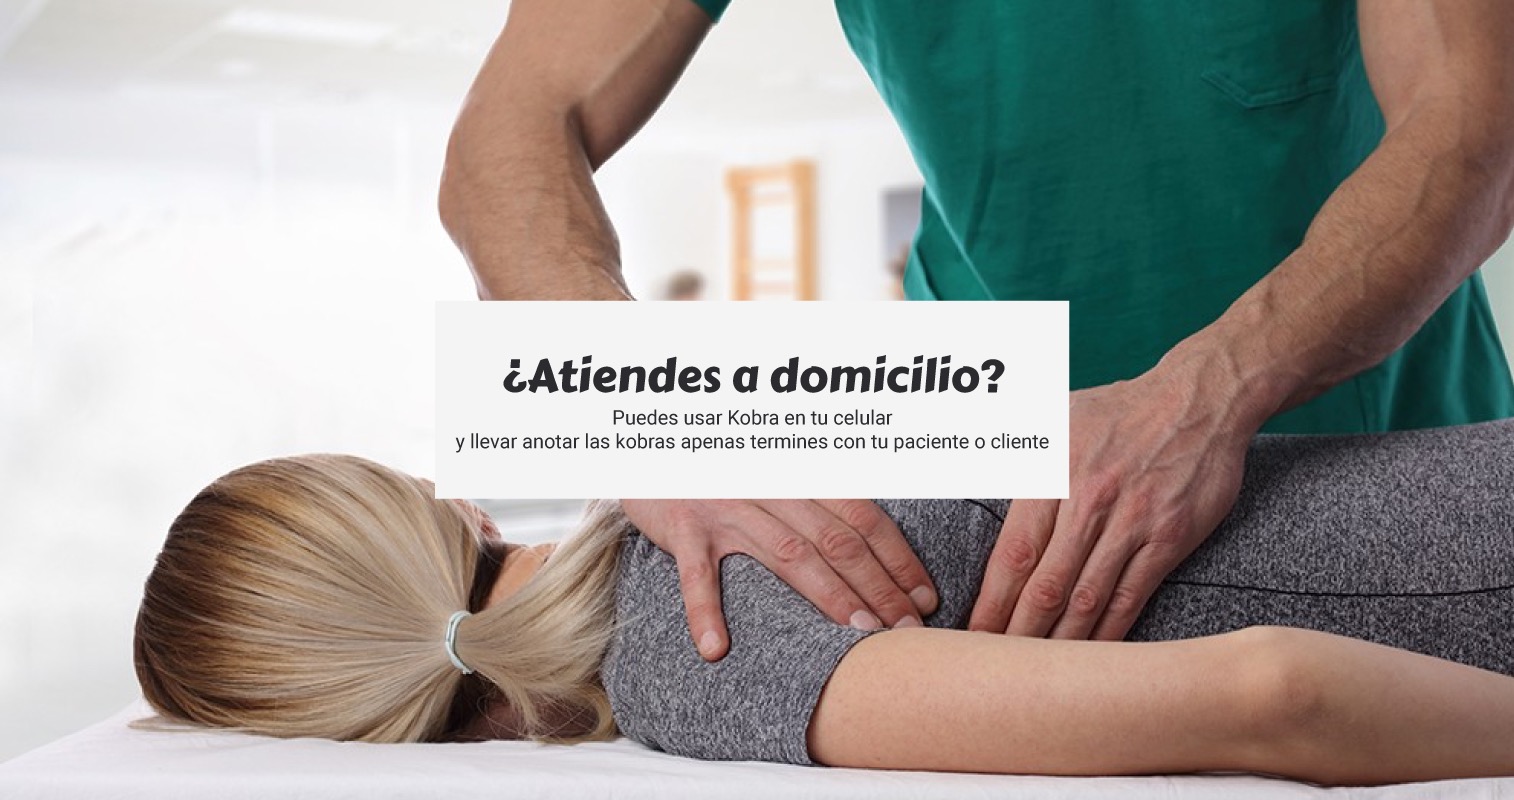 ¿Atiendes a domicilio?
Puedes usar Kobra en tu celular
y llevar anotar las kobras apenas termines con tu paciente o cliente